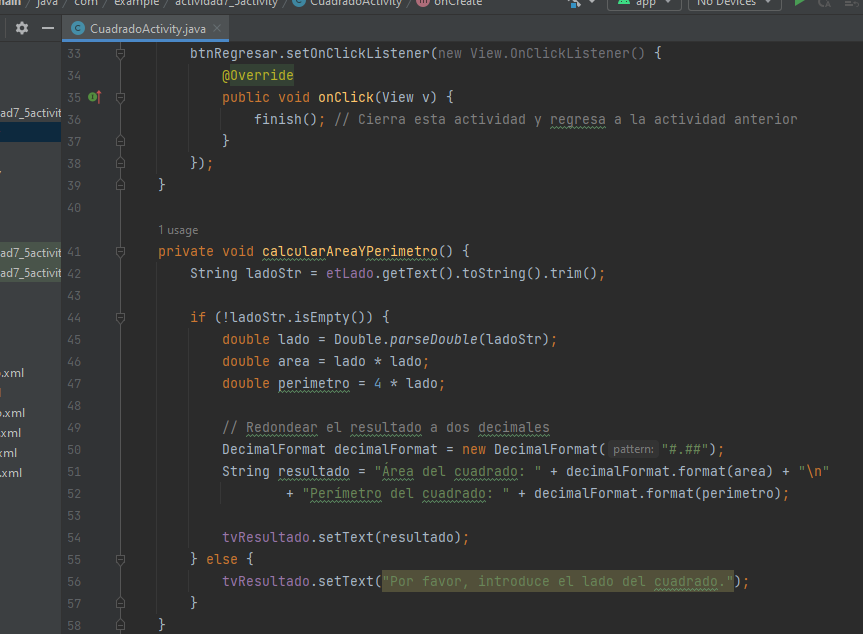 main / java / com / example / actividad7_5activity / CuadradoActivity / onCreate
app
No Devices
CuadradoActivity.java
33 btnRegresar.setOnClickListener(new View.OnClickListener() {
34 @Override
35 public void onClick(View v) {
36 finish(); // Cierra esta actividad y regresa a la actividad anterior
37 }
38 });
39 }
40
1 usage
41 private void calcularAreaYPerimetro() {
42 String ladoStr = etLado.getText().toString().trim();
43
44 if (!ladoStr.isEmpty()) {
45 double lado = Double.parseDouble(ladoStr);
46 double area = lado * lado;
47 double perimetro = 4 * lado;
48
49 // Redondear el resultado a dos decimales
50 DecimalFormat decimalFormat = new DecimalFormat( pattern: "#.##");
51 String resultado = "Área del cuadrado: " + decimalFormat.format(area) + "\n"
52 + "Perímetro del cuadrado: " + decimalFormat.format(perimetro);
53
54 tvResultado.setText(resultado);
55 } else {
56 tvResultado.setText("Por favor, introduce el lado del cuadrado.");
57 }
58 }
ad7_5activit
ad7_5activit
ad7_5activit
.xml
.xml
.xml
xml
.xml